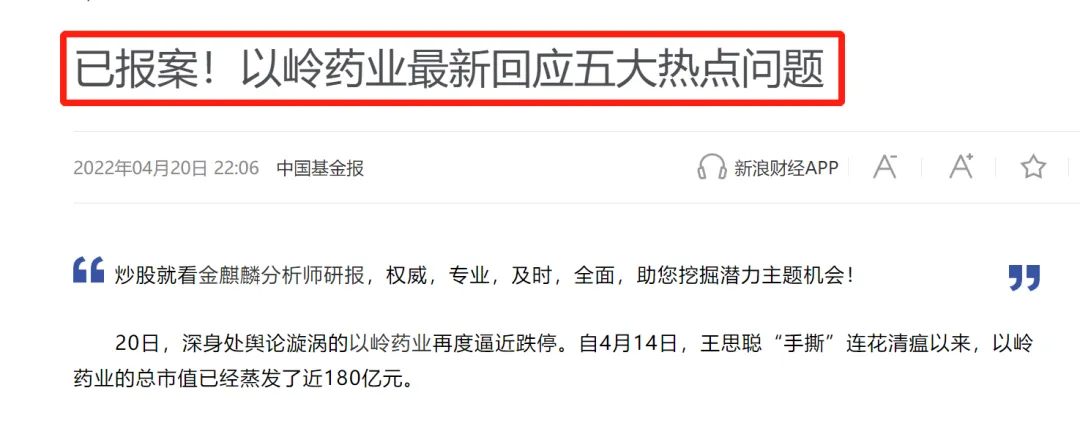 已报案！以岭药业最新回应五大热点问题
2022年04月20日 22:06 中国基金报
新浪财经APP
A-
A+
炒股就看金麒麟分析师研报，权威，专业，及时，全面，助您挖掘潜力主题机会！
20日，深身处舆论漩涡的以岭药业再度逼近跌停。自4月14日，王思聪“手撕”连花清瘟以来，以岭
药业的总市值已经蒸发了近180亿元。